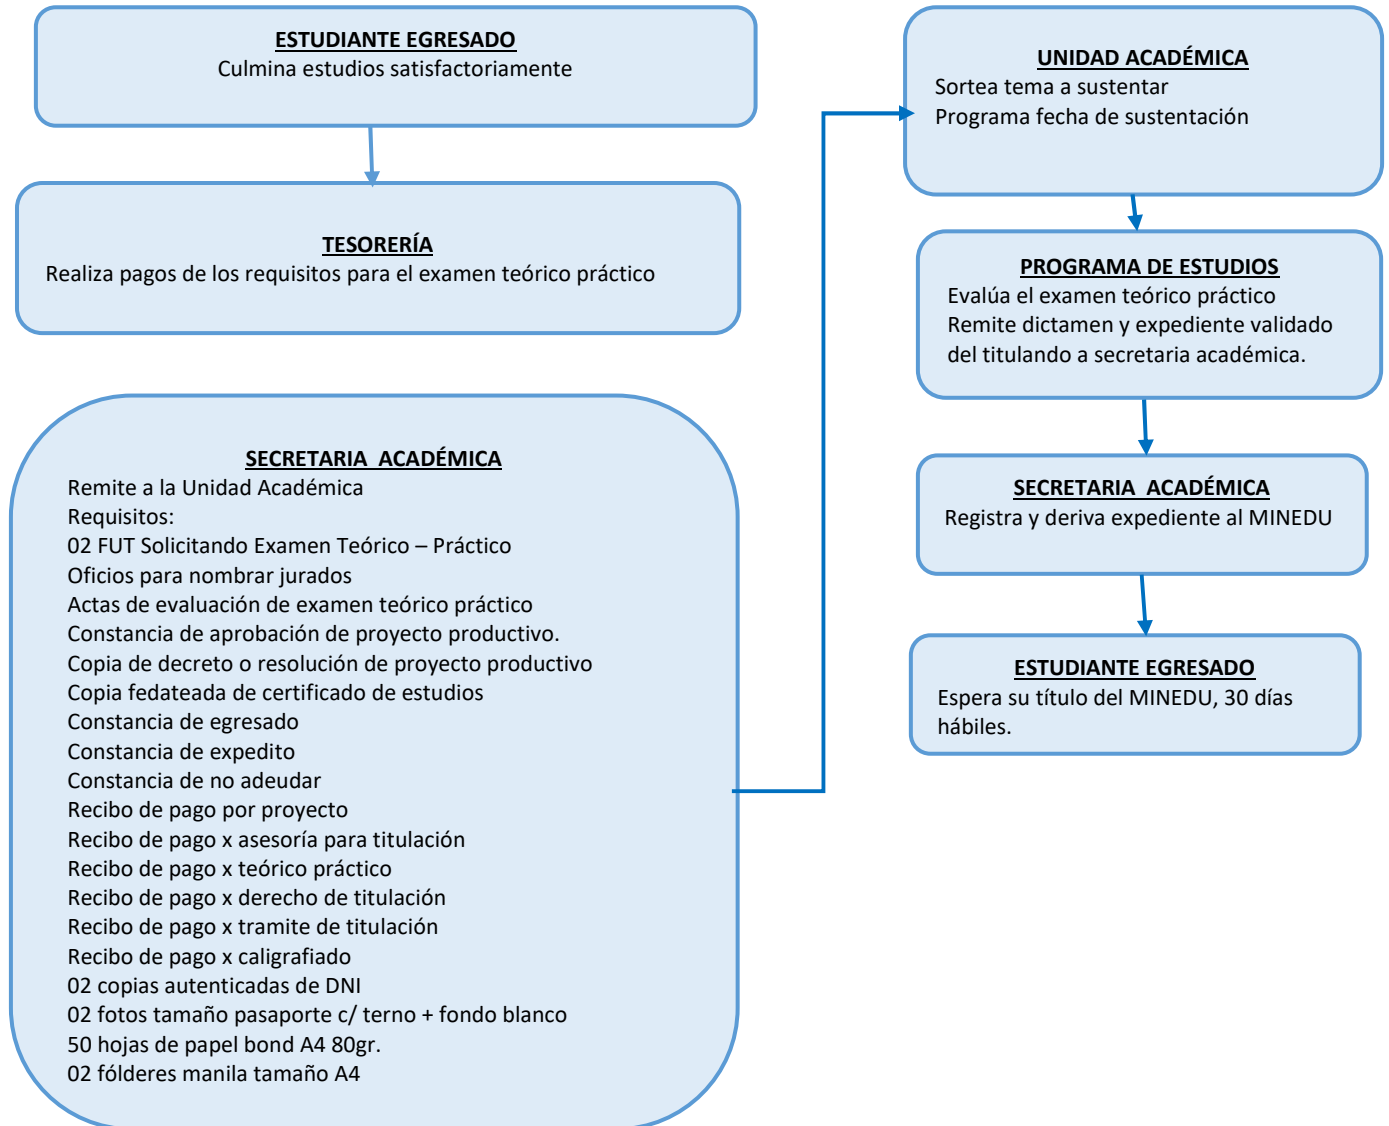 ESTUDIANTE EGRESADO
Culmina estudios satisfactoriamente
TESORERÍA
Realiza pagos de los requisitos para el examen teórico práctico
SECRETARIA  ACADÉMICA
Remite a la Unidad Académica
Requisitos:
02 FUT Solicitando Examen Teórico – Práctico
Oficios para nombrar jurados
Actas de evaluación de examen teórico práctico
Constancia de aprobación de proyecto productivo.
Copia de decreto o resolución de proyecto productivo
Copia fedateada de certificado de estudios
Constancia de egresado
Constancia de expedito
Constancia de no adeudar
Recibo de pago por proyecto
Recibo de pago x asesoría para titulación
Recibo de pago x teórico práctico
Recibo de pago x derecho de titulación
Recibo de pago x tramite de titulación
Recibo de pago x caligrafiado
02 copias autenticadas de DNI
02 fotos tamaño pasaporte c/ terno + fondo blanco
50 hojas de papel bond A4 80gr.
02 fólderes manila tamaño A4
UNIDAD ACADÉMICA
Sortea tema a sustentar
Programa fecha de sustentación
PROGRAMA DE ESTUDIOS
Evalúa el examen teórico práctico
Remite dictamen y expediente validado
del titulando a secretaria académica.
SECRETARIA  ACADÉMICA
Registra y deriva expediente al MINEDU
ESTUDIANTE EGRESADO
Espera su título del MINEDU, 30 días
hábiles.